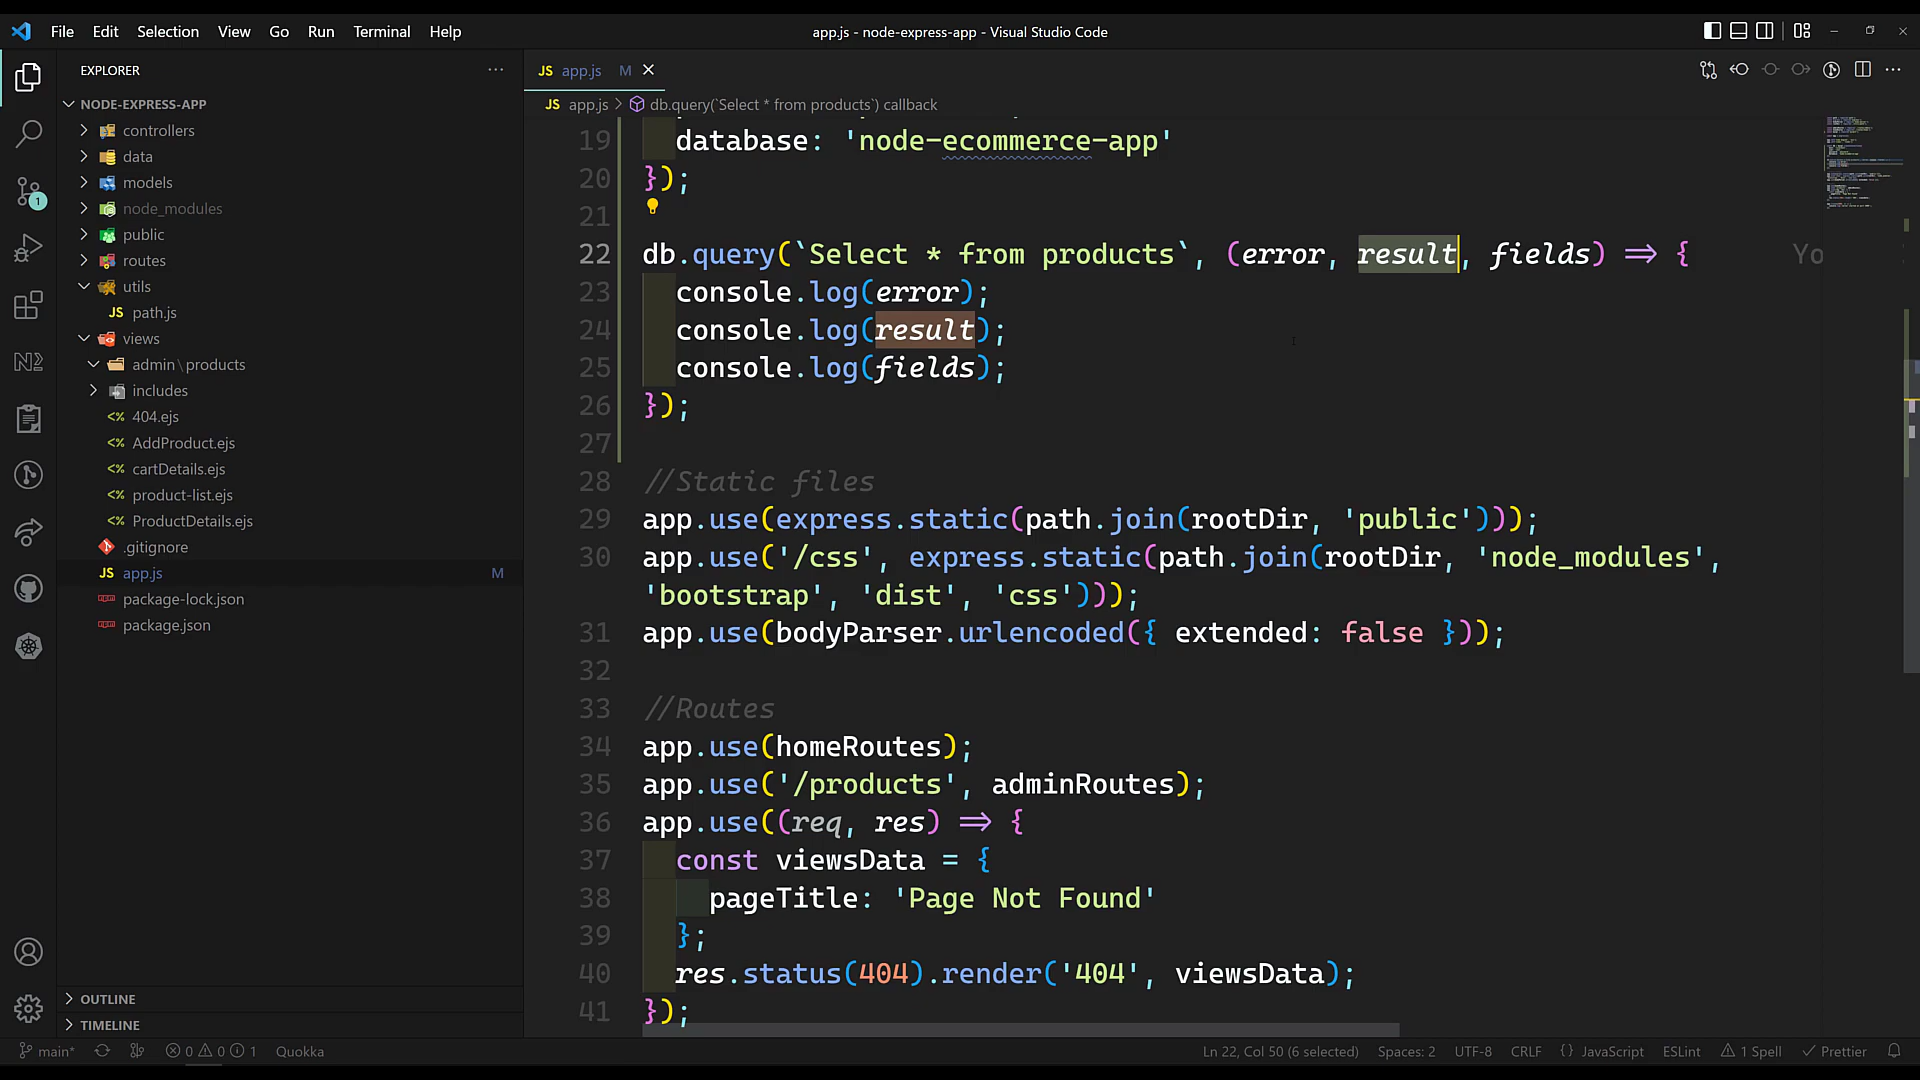 File Edit Selection View Go Run Terminal Help
app.js - node-express-app - Visual Studio Code
EXPLORER
NODE-EXPRESS-APP
controllers
data
models
node_modules
public
routes
utils
JS path.js
views
admin \ products
includes
<> 404.ejs
<> AddProduct.ejs
<> cartDetails.ejs
<> product-list.ejs
<> ProductDetails.ejs
.gitignore
JS app.js M
package-lock.json
package.json
OUTLINE
TIMELINE
1
JS app.js M
JS app.js > db.query(`Select * from products`) callback
19 database: 'node-ecommerce-app'
20 });
21
22 db.query(`Select * from products`, (error, result, fields) => { Yo
23 console.log(error);
24 console.log(result);
25 console.log(fields);
26 });
27
28 //Static files
29 app.use(express.static(path.join(rootDir, 'public')));
30 app.use('/css', express.static(path.join(rootDir, 'node_modules',
'bootstrap', 'dist', 'css')));
31 app.use(bodyParser.urlencoded({ extended: false }));
32
33 //Routes
34 app.use(homeRoutes);
35 app.use('/products', adminRoutes);
36 app.use((req, res) => {
37 const viewsData = {
38 pageTitle: 'Page Not Found'
39 };
40 res.status(404).render('404', viewsData);
41 });
main* 0 0 1 Quokka Ln 22, Col 50 (6 selected) Spaces: 2 UTF-8 CRLF {} JavaScript ESLint 1 Spell Prettier